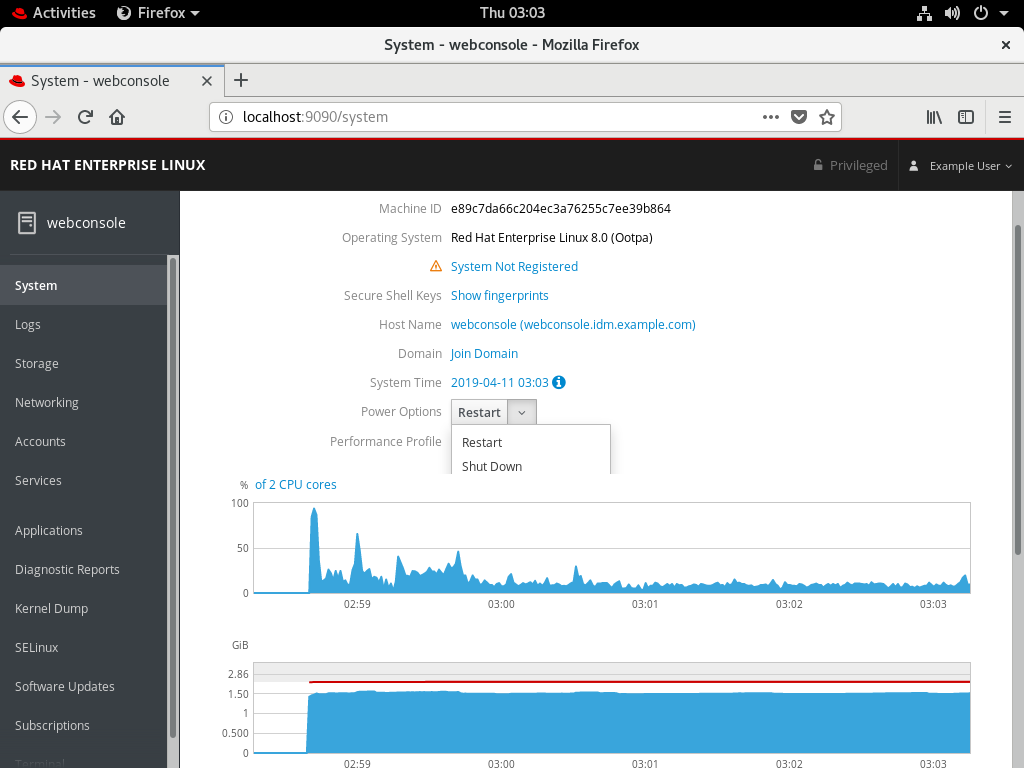 Activities Firefox Thu 03:03
System - webconsole - Mozilla Firefox
System - webconsole
localhost:9090/system
RED HAT ENTERPRISE LINUX Privileged Example User
webconsole
System
Logs
Storage
Networking
Accounts
Services
Applications
Diagnostic Reports
Kernel Dump
SELinux
Software Updates
Subscriptions
Terminal
Machine ID e89c7da66c204ec3a76255c7ee39b864
Operating System Red Hat Enterprise Linux 8.0 (Ootpa)
System Not Registered
Secure Shell Keys Show fingerprints
Host Name webconsole (webconsole.idm.example.com)
Domain Join Domain
System Time 2019-04-11 03:03
Power Options Restart
Performance Profile
Restart
Shut Down
% of 2 CPU cores
100
50
0
02:59 03:00 03:01 03:02 03:03
GiB
2.86
1.50
1
0.500
0
02:59 03:00 03:01 03:02 03:03